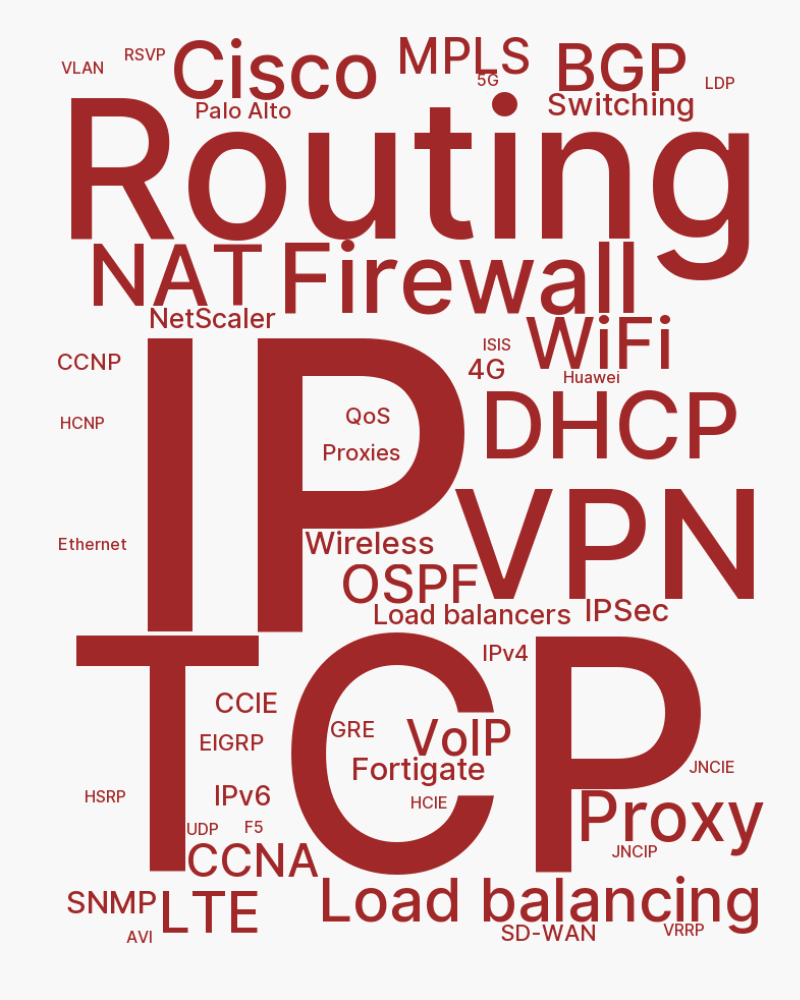 Cisco
MPLS
BGP
RSVP
VLAN
5G
LDP
Palo Alto
Switching
Routing
NAT
Firewall
NetScaler
WiFi
ISIS
CCNP
4G
Huawei
IP
QoS
DHCP
HCNP
Proxies
VPN
Ethernet
Wireless
OSPF
Load balancers
IPSec
TCP
IPv4
CCIE
GRE
VoIP
EIGRP
Fortigate
JNCIE
HSRP
IPv6
HCIE
Proxy
UDP
F5
JNCIP
CCNA
SNMP
LTE
Load balancing
AVI
SD-WAN
VRRP